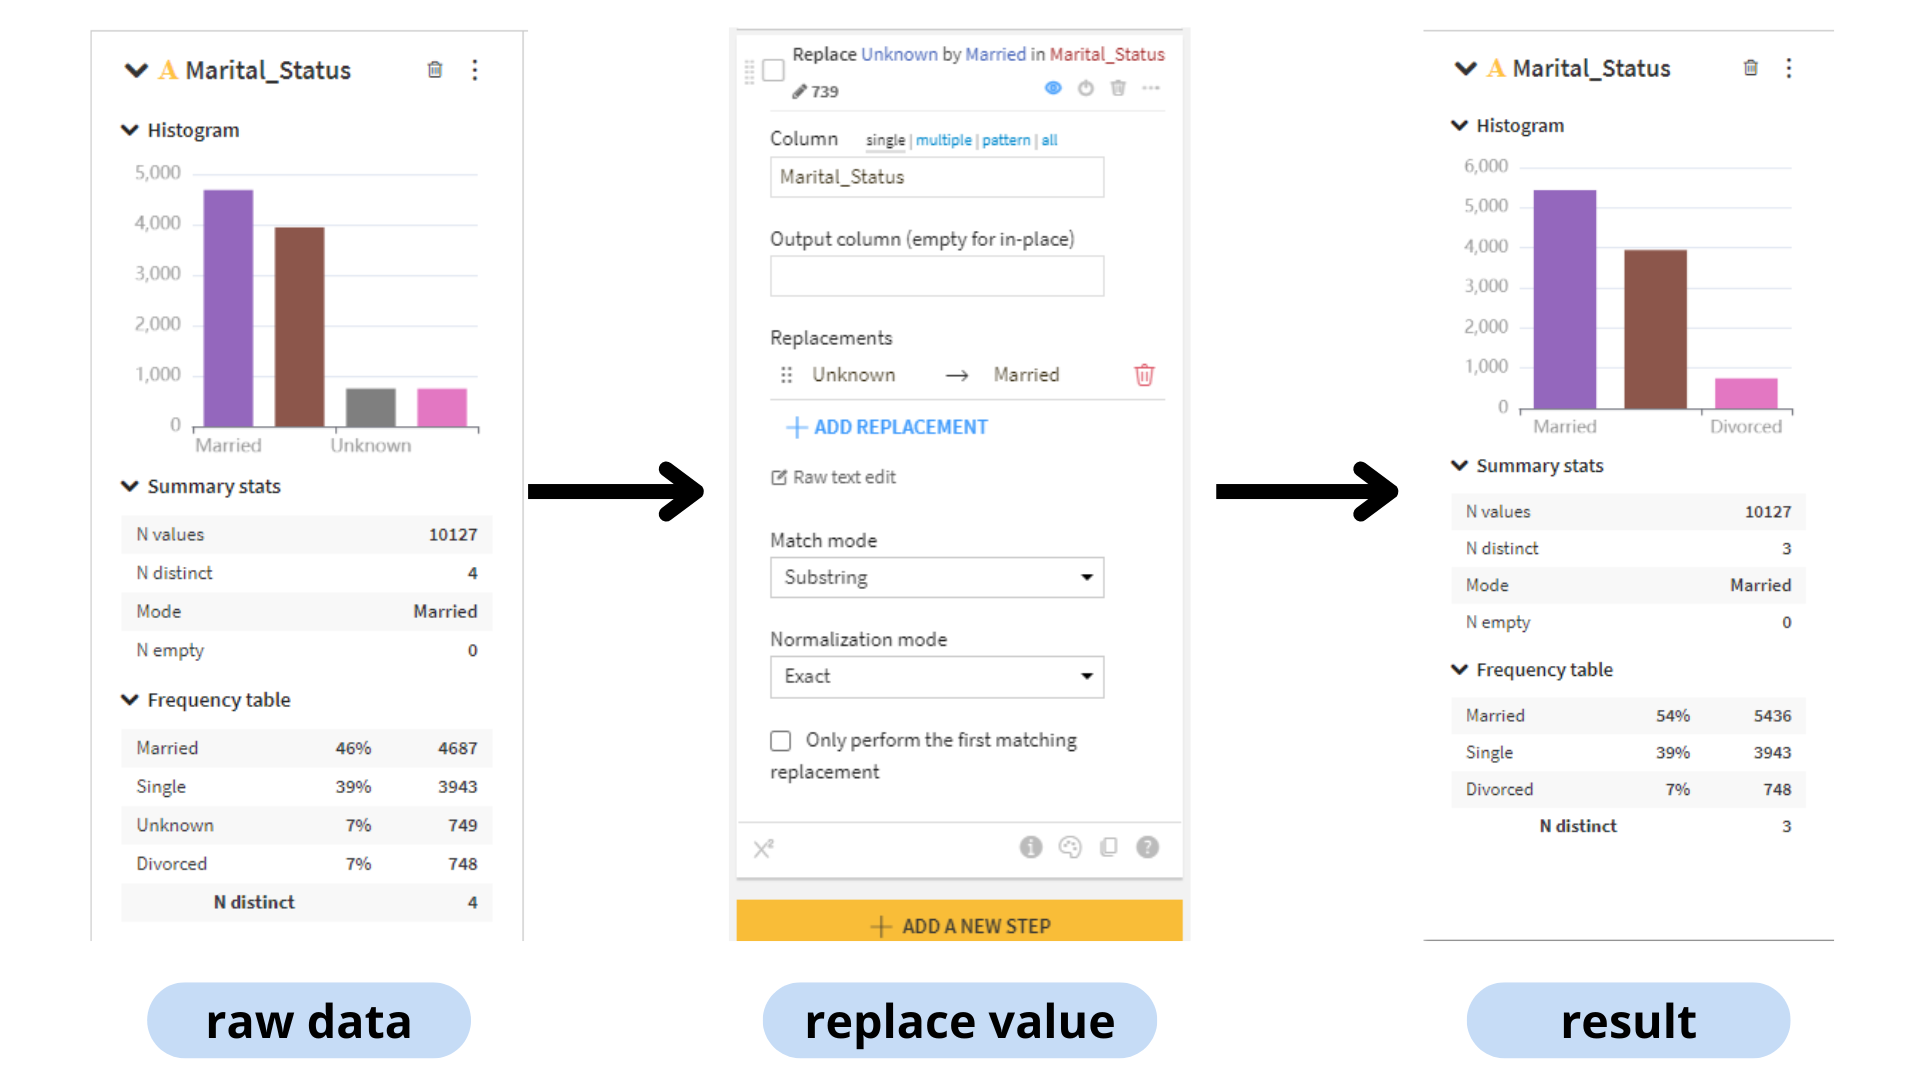 A Marital_Status
Histogram
5,000
4,000
3,000
2,000
1,000
0
Married Unknown
Summary stats
N values 10127
N distinct 4
Mode Married
N empty 0
Frequency table
Married 46% 4687
Single 39% 3943
Unknown 7% 749
Divorced 7% 748
N distinct 4
raw data
Replace Unknown by Married in Marital_Status
739
Column single | multiple | pattern | all
Marital_Status
Output column (empty for in-place)
Replacements
Unknown → Married
+ ADD REPLACEMENT
Raw text edit
Match mode
Substring
Normalization mode
Exact
Only perform the first matching
replacement
X²
+ ADD A NEW STEP
replace value
A Marital_Status
Histogram
6,000
5,000
4,000
3,000
2,000
1,000
0
Married Divorced
Summary stats
N values 10127
N distinct 3
Mode Married
N empty 0
Frequency table
Married 54% 5436
Single 39% 3943
Divorced 7% 748
N distinct 3
result